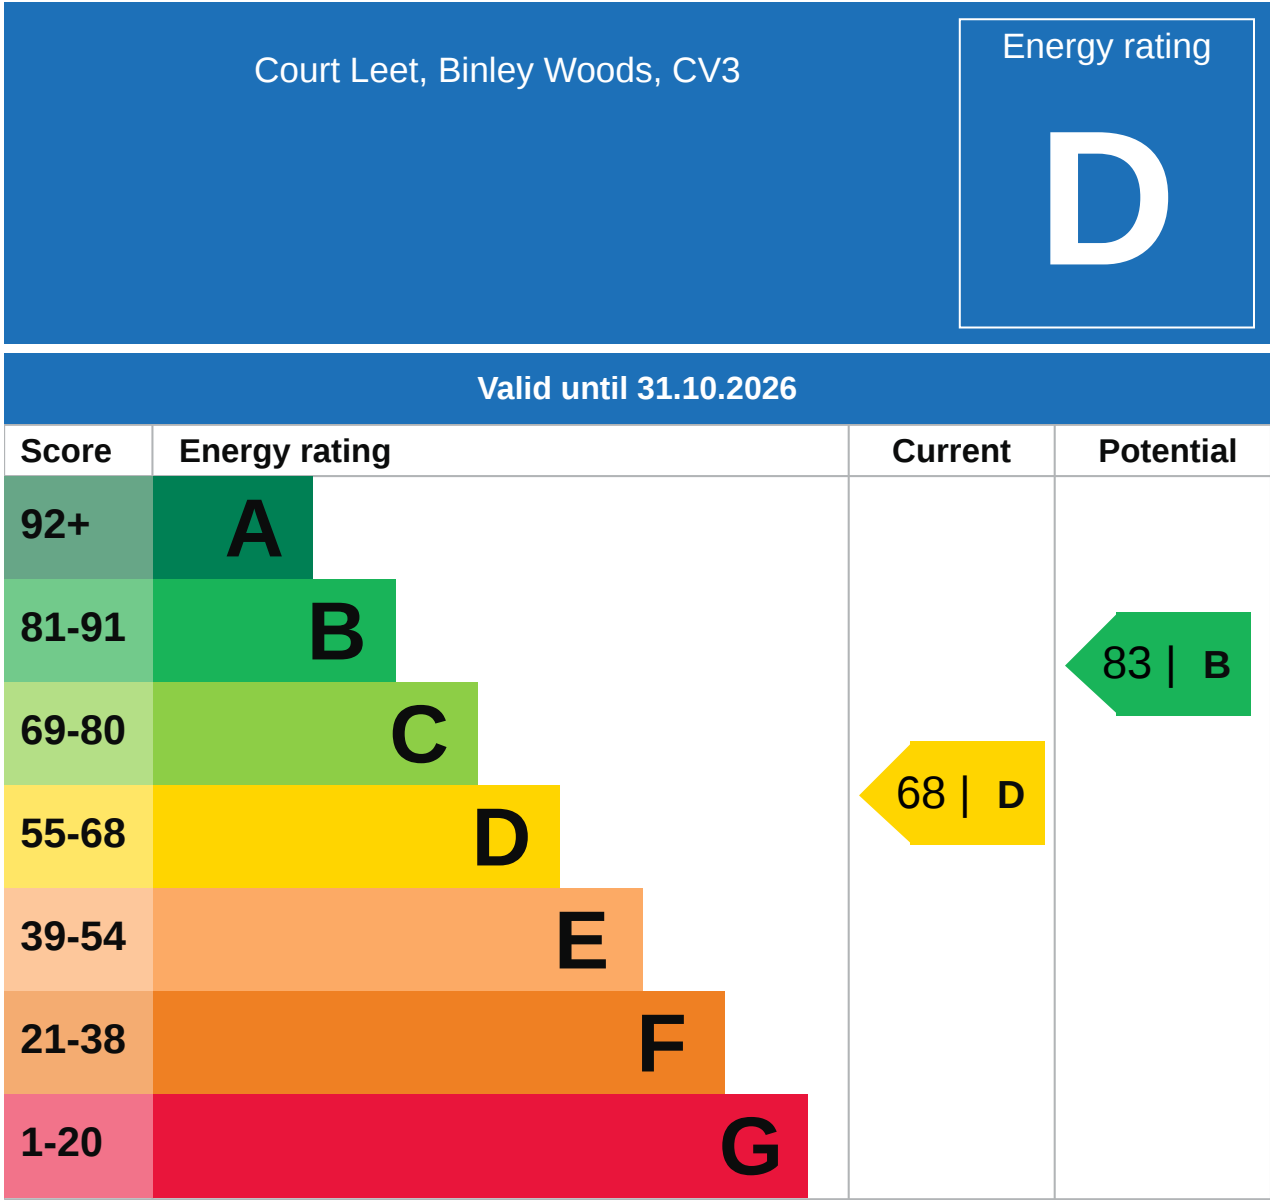 Court Leet, Binley Woods, CV3
Energy rating
D
Valid until 31.10.2026
Score Energy rating Current Potential
92+ A
81-91 B
83 | B
69-80 C
68 | D
55-68 D
39-54 E
21-38 F
1-20 G